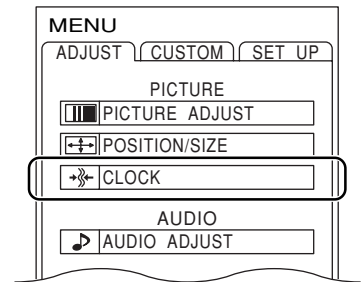 MENU
ADJUST CUSTOM SET UP
PICTURE
PICTURE ADJUST
POSITION/SIZE
CLOCK
AUDIO
AUDIO ADJUST